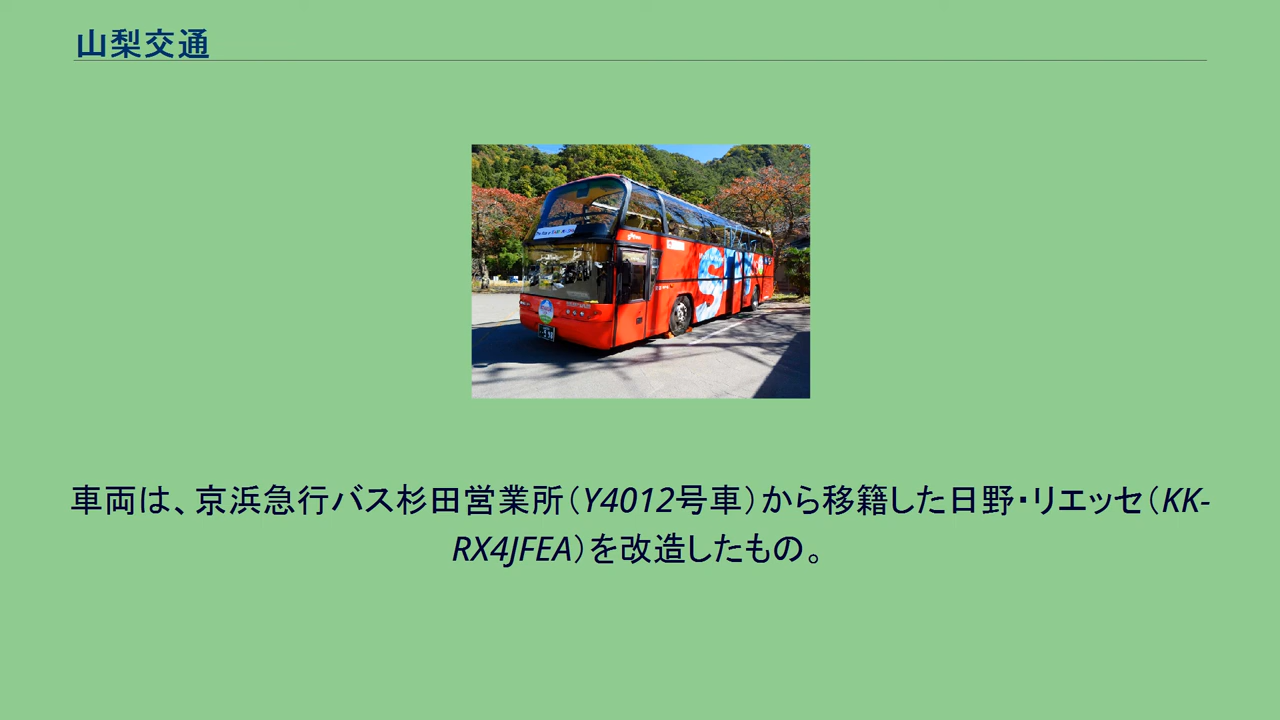 山梨交通
車両は、京浜急行バス杉田営業所（Y4012号車）から移籍した日野・リエッセ（KK-
RX4JFEA）を改造したもの。